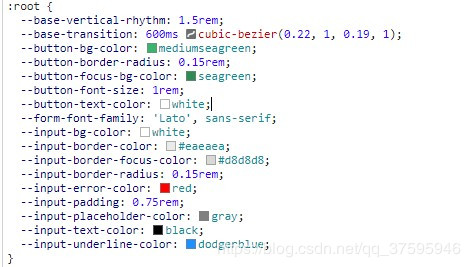 :root {
--base-vertical-rhythm: 1.5rem;
--base-transition: 600ms cubic-bezier(0.22, 1, 0.19, 1);
--button-bg-color: mediumseagreen;
--button-border-radius: 0.15rem;
--button-focus-bg-color: seagreen;
--button-font-size: 1rem;
--button-text-color: white;
--form-font-family: 'Lato', sans-serif;
--input-bg-color: white;
--input-border-color: #eaeaea;
--input-border-focus-color: #d8d8d8;
--input-border-radius: 0.15rem;
--input-error-color: red;
--input-padding: 0.75rem;
--input-placeholder-color: gray;
--input-text-color: black;
--input-underline-color: dodgerblue;
https://blog.csdn.net/qq_37595946
}